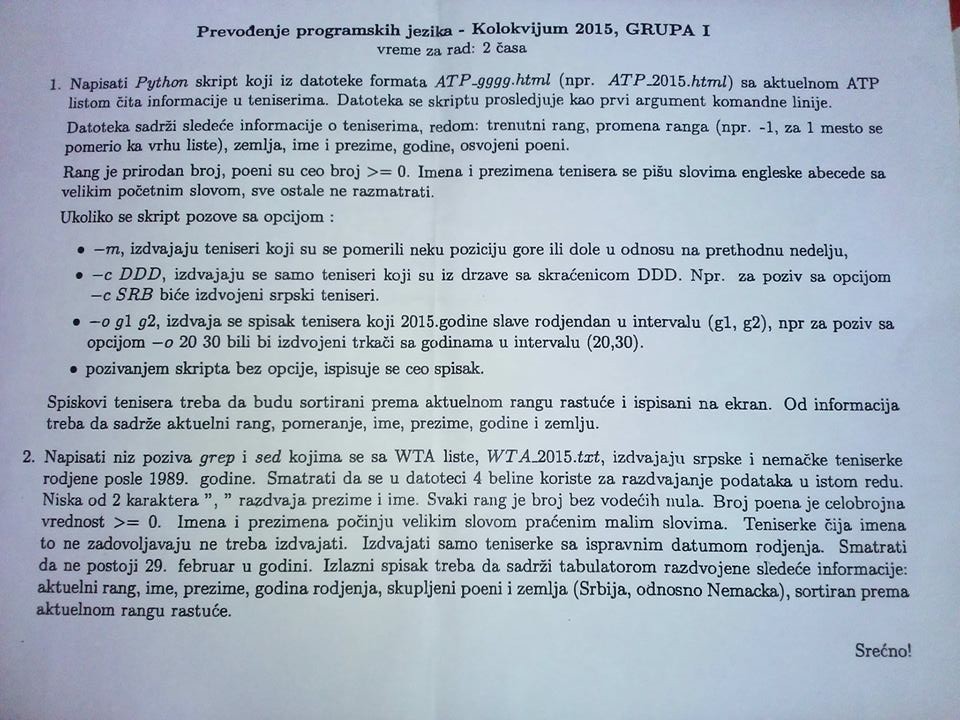 Prevođenje programskih jezika - Kolokvijum 2015, GRUPA I
vreme za rad: 2 časa
1. Napisati Python skript koji iz datoteke formata ATP_gggg.html (npr. ATP_2015.html) sa aktuelnom ATP
listom čita informacije u teniserima. Datoteka se skriptu prosledjuje kao prvi argument komandne linije.
Datoteka sadrži sledeće informacije o teniserima, redom: trenutni rang, promena ranga (npr. -1, za 1 mesto se
pomerio ka vrhu liste), zemlja, ime i prezime, godine, osvojeni poeni.
Rang je prirodan broj, poeni su ceo broj >= 0. Imena i prezimena tenisera se pišu slovima engleske abecede sa
velikim početnim slovom, sve ostale ne razmatrati.
Ukoliko se skript pozove sa opcijom :
• −m, izdvajaju teniseri koji su se pomerili neku poziciju gore ili dole u odnosu na prethodnu nedelju,
• −c DDD, izdvajaju se samo teniseri koji su iz drzave sa skraćenicom DDD. Npr. za poziv sa opcijom
−c SRB biće izdvojeni srpski teniseri.
• −o g1 g2, izdvaja se spisak tenisera koji 2015.godine slave rodjendan u intervalu (g1, g2), npr za poziv sa
opcijom −o 20 30 bili bi izdvojeni trkači sa godinama u intervalu (20,30).
• pozivanjem skripta bez opcije, ispisuje se ceo spisak.
Spiskovi tenisera treba da budu sortirani prema aktuelnom rangu rastuće i ispisani na ekran. Od informacija
treba da sadrže aktuelni rang, pomeranje, ime, prezime, godine i zemlju.
2. Napisati niz poziva grep i sed kojima se sa WTA liste, WTA_2015.txt, izdvajaju srpske i nemačke teniserke
rodjene posle 1989. godine. Smatrati da se u datoteci 4 beline koriste za razdvajanje podataka u istom redu.
Niska od 2 karaktera ", " razdvaja prezime i ime. Svaki rang je broj bez vodećih nula. Broj poena je celobrojna
vrednost >= 0. Imena i prezimena počinju velikim slovom praćenim malim slovima. Teniserke čija imena
to ne zadovoljavaju ne treba izdvajati. Izdvajati samo teniserke sa ispravnim datumom rodjenja. Smatrati
da ne postoji 29. februar u godini. Izlazni spisak treba da sadrži tabulatorom razdvojene sledeće informacije:
aktuelni rang, ime, prezime, godina rodjenja, skupljeni poeni i zemlja (Srbija, odnosno Nemacka), sortiran prema
aktuelnom rangu rastuće.
Srećno!